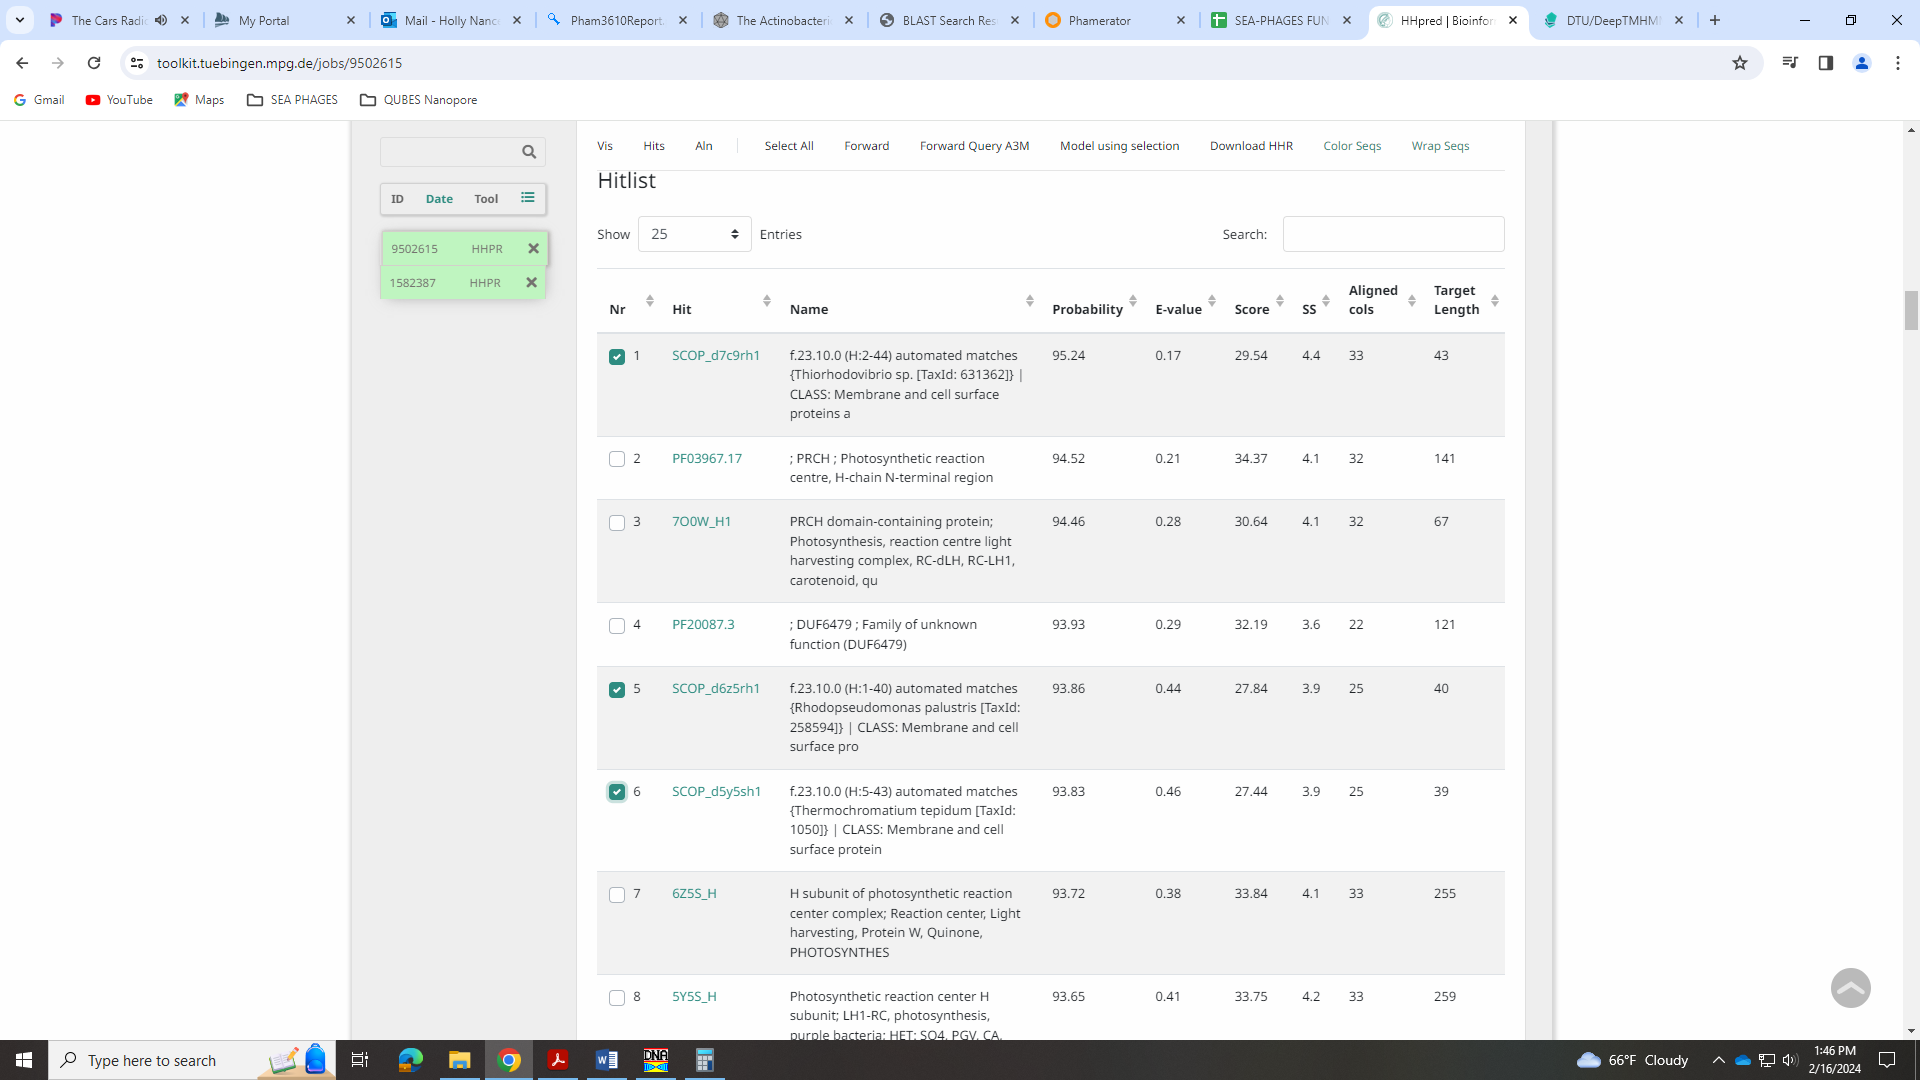 The Cars Radio
My Portal
Mail - Holly Nance
Pham3610Report.
The Actinobacteri
BLAST Search Res
Phamerator
SEA-PHAGES FUN
HHpred | Bioinfor
DTU/DeepTMHMM
toolkit.tuebingen.mpg.de/jobs/9502615
Gmail
YouTube
Maps
SEA PHAGES
QUBES Nanopore
Vis Hits Aln Select All Forward Forward Query A3M Model using selection Download HHR Color Seqs Wrap Seqs
ID Date Tool
9502615 HHPR
1582387 HHPR
Hitlist
Show 25 Entries Search:
Nr Hit Name Probability E-value Score SS Aligned cols Target Length
1 SCOP_d7c9rh1 f.23.10.0 (H:2-44) automated matches 95.24 0.17 29.54 4.4 33 43
{Thiorhodovibrio sp. [TaxId: 631362]} |
CLASS: Membrane and cell surface
proteins a
2 PF03967.17 ; PRCH ; Photosynthetic reaction 94.52 0.21 34.37 4.1 32 141
centre, H-chain N-terminal region
3 7O0W_H1 PRCH domain-containing protein; 94.46 0.28 30.64 4.1 32 67
Photosynthesis, reaction centre light
harvesting complex, RC-dLH, RC-LH1,
carotenoid, qu
4 PF20087.3 ; DUF6479 ; Family of unknown 93.93 0.29 32.19 3.6 22 121
function (DUF6479)
5 SCOP_d6z5rh1 f.23.10.0 (H:1-40) automated matches 93.86 0.44 27.84 3.9 25 40
{Rhodopseudomonas palustris [TaxId:
258594]} | CLASS: Membrane and cell
surface pro
6 SCOP_d5y5sh1 f.23.10.0 (H:5-43) automated matches 93.83 0.46 27.44 3.9 25 39
{Thermochromatium tepidum [TaxId:
1050]} | CLASS: Membrane and cell
surface protein
7 6Z5S_H H subunit of photosynthetic reaction 93.72 0.38 33.84 4.1 33 255
center complex; Reaction center, Light
harvesting, Protein W, Quinone,
PHOTOSYNTHES
8 5Y5S_H Photosynthetic reaction center H 93.65 0.41 33.75 4.2 33 259
subunit; LH1-RC, photosynthesis,
purple bacteria; HET: SO4, PGV, CA,
Type here to search
DNA
66°F Cloudy
1:46 PM
2/16/2024